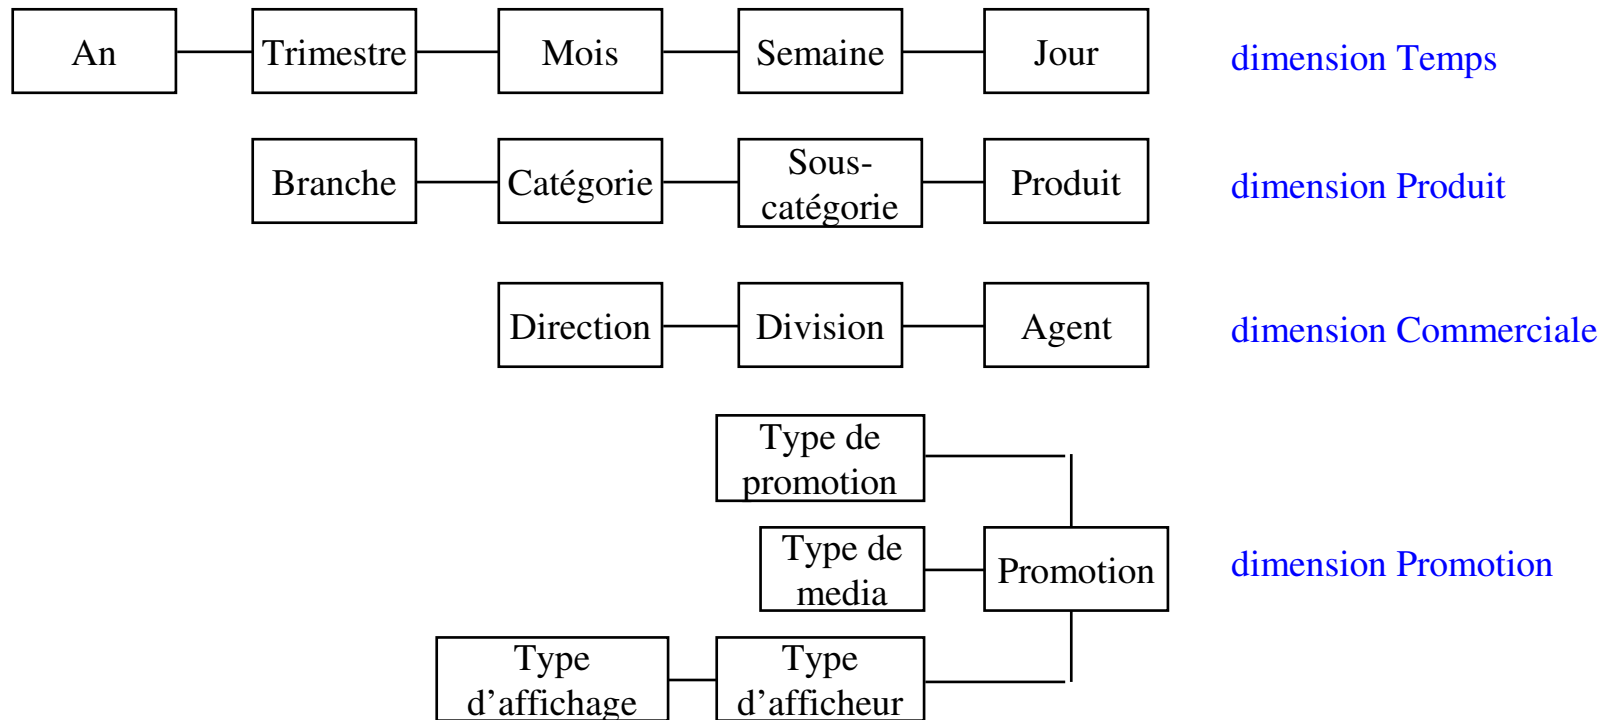 An
Trimestre
Mois
Semaine
Jour
dimension Temps
Branche
Catégorie
Sous-
catégorie
Produit
dimension Produit
Direction
Division
Agent
dimension Commerciale
Type de
promotion
Type de
media
Promotion
dimension Promotion
Type
d'affichage
Type
d'afficheur